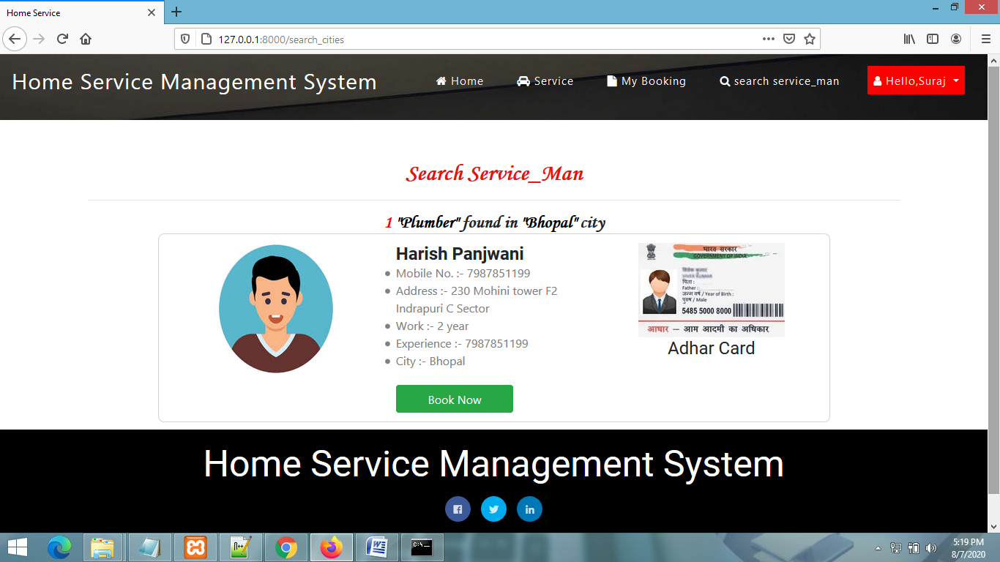 Home Service
127.0.0.1:8000/search_cities
Home Service Management System
Home
Service
My Booking
search service_man
Hello,Suraj
Search Service_Man
1 "Plumber" found in "Bhopal" city
Harish Panjwani
Mobile No. :- 7987851199
Address :- 230 Mohini tower F2
Indrapuri C Sector
Work :- 2 year
Experience :- 7987851199
City :- Bhopal
Book Now
भारत सरकार
GOVERNMENT OF INDIA
VIVEK KUMAR
पिता :
Father :
जन्म वर्ष / Year of Birth :
पुरुष / Male
5485 5000 8000
आधार — आम आदमी का अधिकार
Adhar Card
Home Service Management System
5:19 PM
8/7/2020